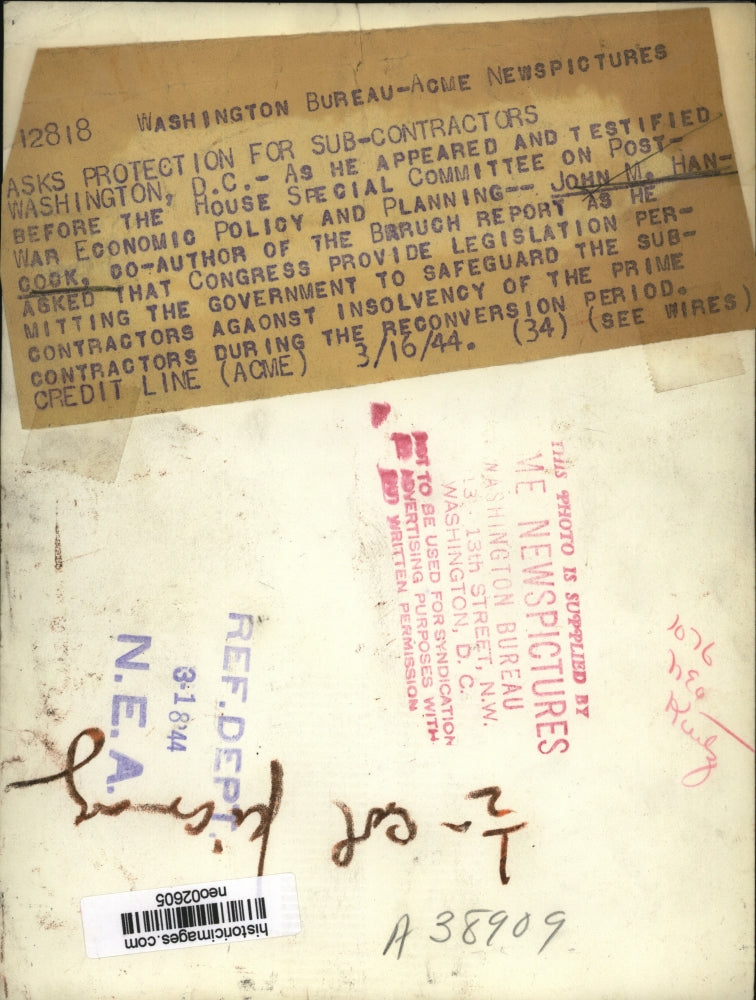 12818 WASHINGTON BUREAU-ACME NEWSPICTURES
ASKS PROTECTION FOR SUB-CONTRACTORS
WASHINGTON, D.C.- AS HE APPEARED AND TESTIFIED
BEFORE THE HOUSE SPECIAL COMMITTEE ON POST-
WAR ECONOMIC POLICY AND PLANNING-- JOHN M. HAN-
COCK, CO-AUTHOR OF THE BARUCH REPORT AS HE
ASKED THAT CONGRESS PROVIDE LEGISLATION PER-
MITTING THE GOVERNMENT TO SAFEGUARD THE SUB-
CONTRACTORS AGAONST INSOLVENCY OF THE PRIME
CONTRACTORS DURING THE RECONVERSION PERIOD.
CREDIT LINE (ACME) 3/16/44. (34) (SEE WIRES)
THIS PHOTO IS SUPPLIED BY
ME NEWSPICTURES
WASHINGTON BUREAU
13th STREET, N.W.
WASHINGTON, D. C.
NOT TO BE USED FOR SYNDICATION
ADVERTISING PURPOSES WITH-
WRITTEN PERMISSION
REF. DEPT.
3-18-44
N.E.A.
1076
neo
1/2 - col
historicimages.com
neo02605
A 38909